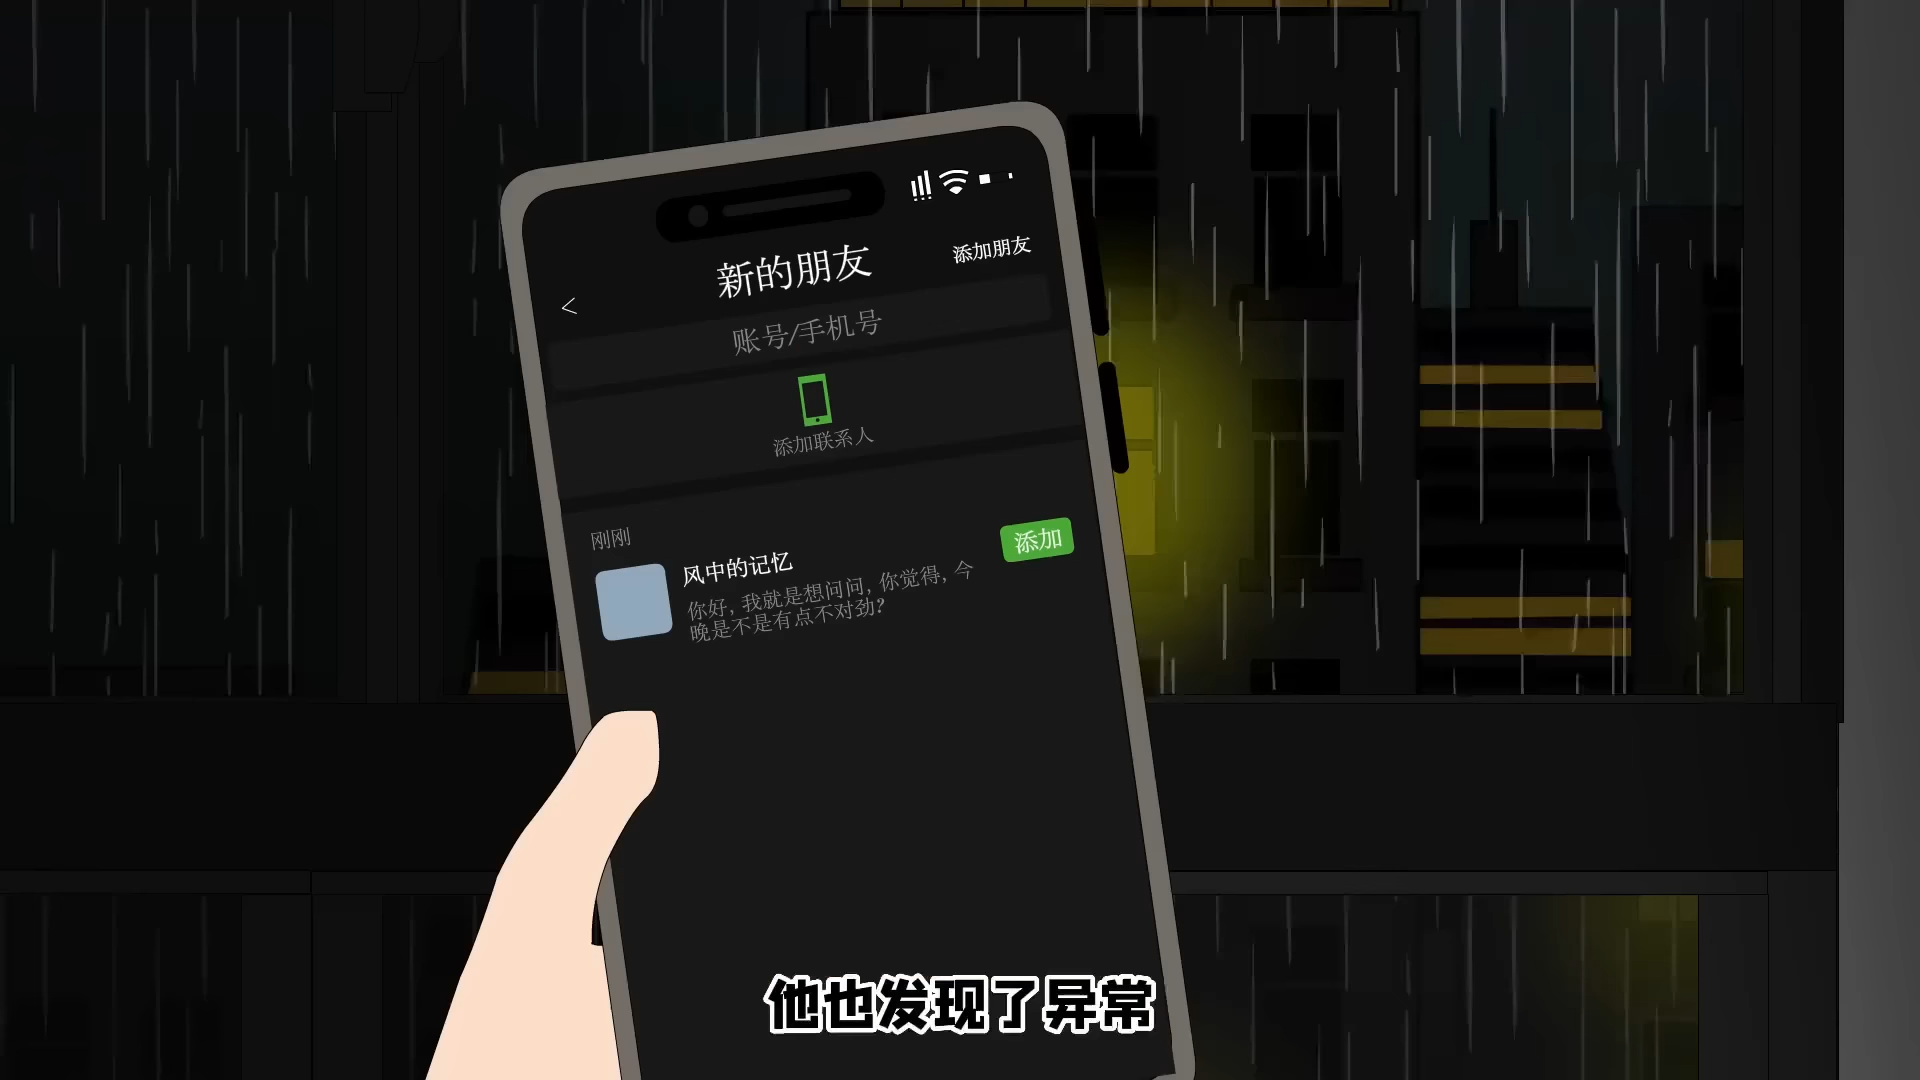 新的朋友
添加朋友
<
账号/手机号
添加联系人
刚刚
风中的记忆
添加
你好, 我就是想问问, 你觉得, 今
晚是不是有点不对劲?
他也发现了异常